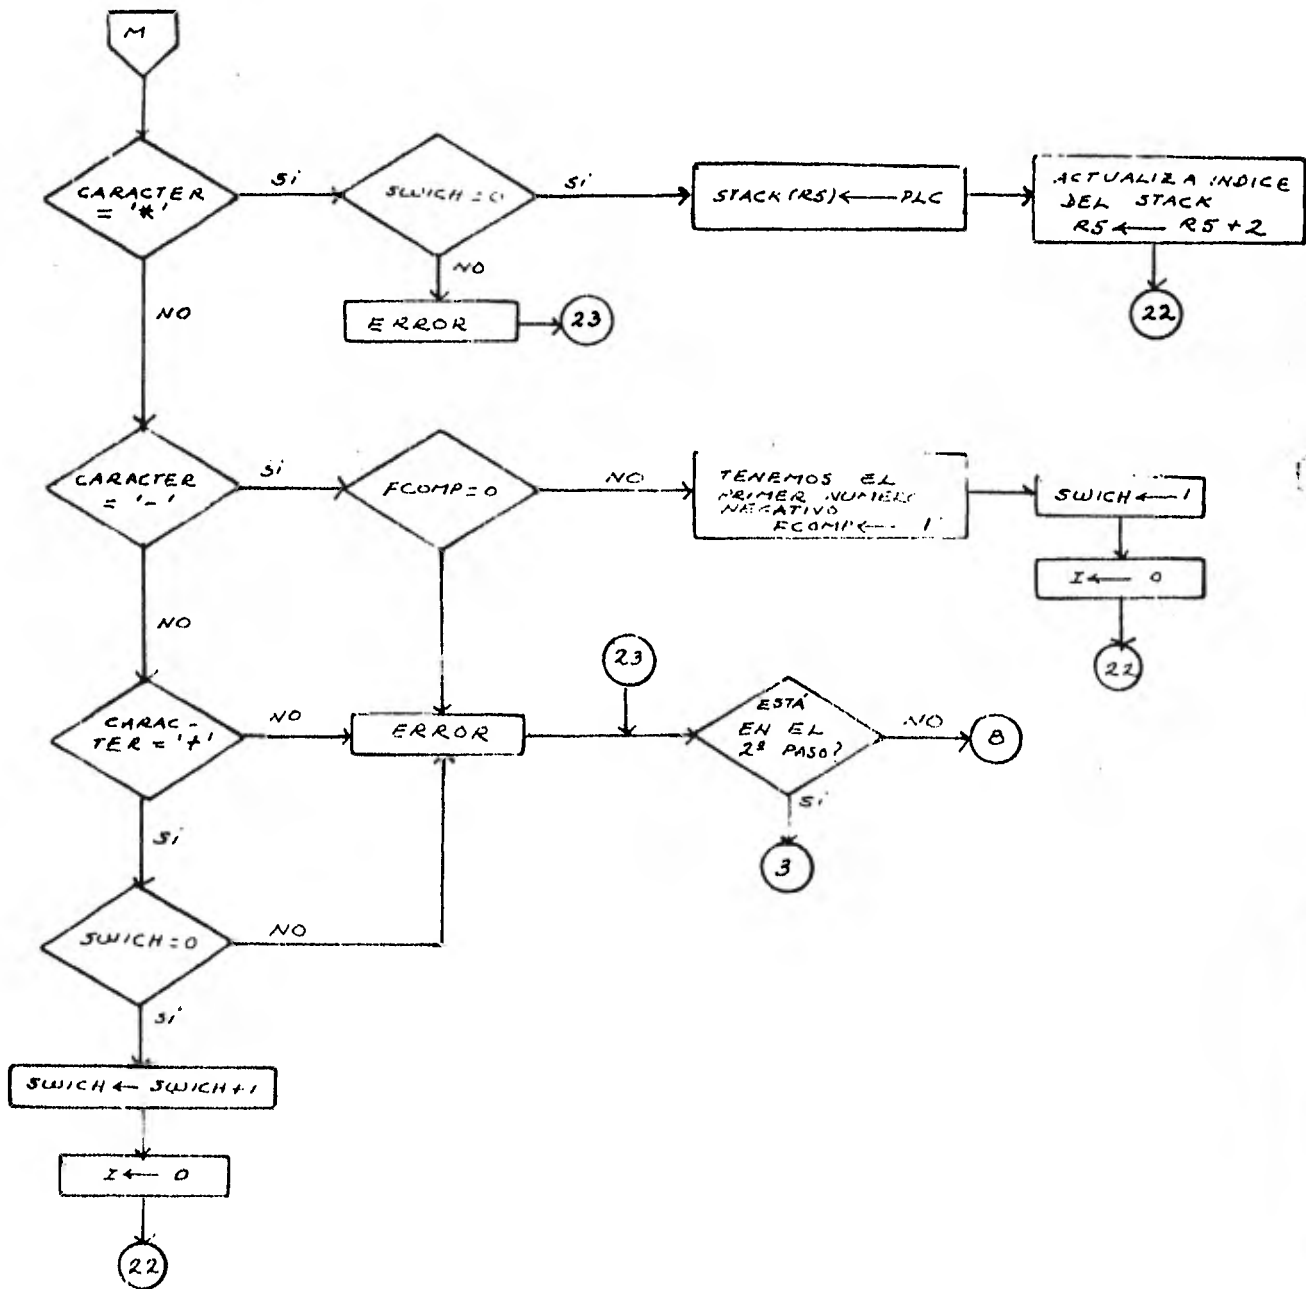 M
CARACTER
= '*'
SI
SWICH = 0
SI
STACK (R5) ← PLC
ACTUALIZA INDICE
DEL STACK
R5 ← R5 + 2
NO
22
NO
ERROR
23
CARACTER
= '-'
SI
FCOMP = 0
NO
TENEMOS EL
PRIMER NUMERO
NEGATIVO
FCOMP ← 1
SWICH ← 1
I ← 0
22
NO
23
CARAC-
TER = '+'
NO
ERROR
ESTÁ
EN EL
2º PASO?
NO
8
SI
3
SI
SWICH = 0
NO
SI
SWICH ← SWICH + 1
I ← 0
22